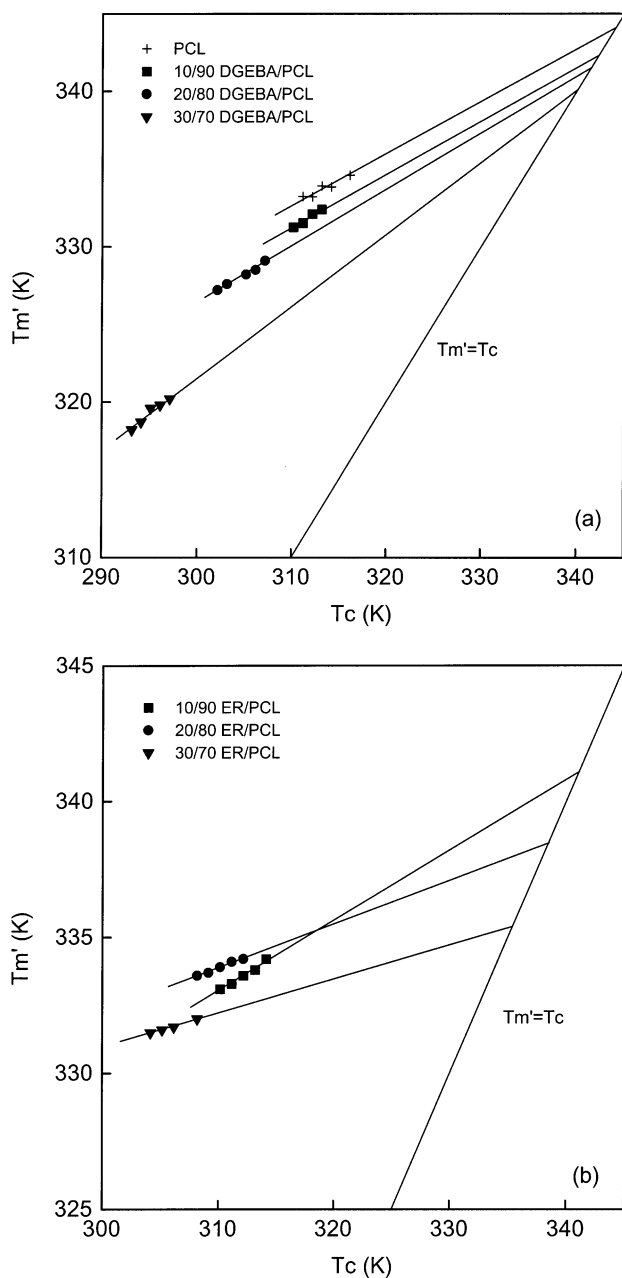 PCL
10/90 DGEBA/PCL
20/80 DGEBA/PCL
30/70 DGEBA/PCL
340
330
320
310
Tm' (K)
Tm'=Tc
(a)
290 300 310 320 330 340
Tc (K)
345
340
335
330
325
10/90 ER/PCL
20/80 ER/PCL
30/70 ER/PCL
Tm' (K)
Tm'=Tc
(b)
300 310 320 330 340
Tc (K)